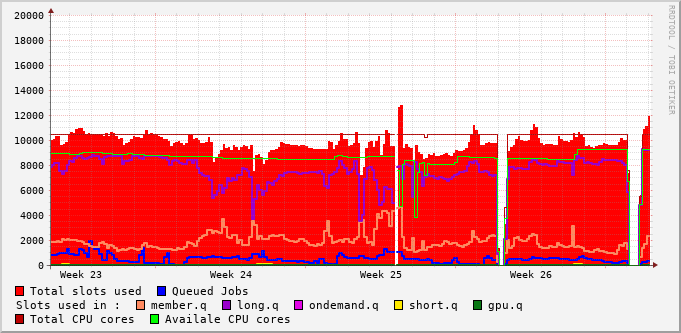 20000
18000
16000
14000
12000
10000
8000
6000
4000
2000
0
Week 23 Week 24 Week 25 Week 26
RRDTOOL / TOBI OETIKER
Total slots used Queued Jobs
Slots used in : member.q long.q ondemand.q short.q gpu.q
Total CPU cores Availale CPU cores